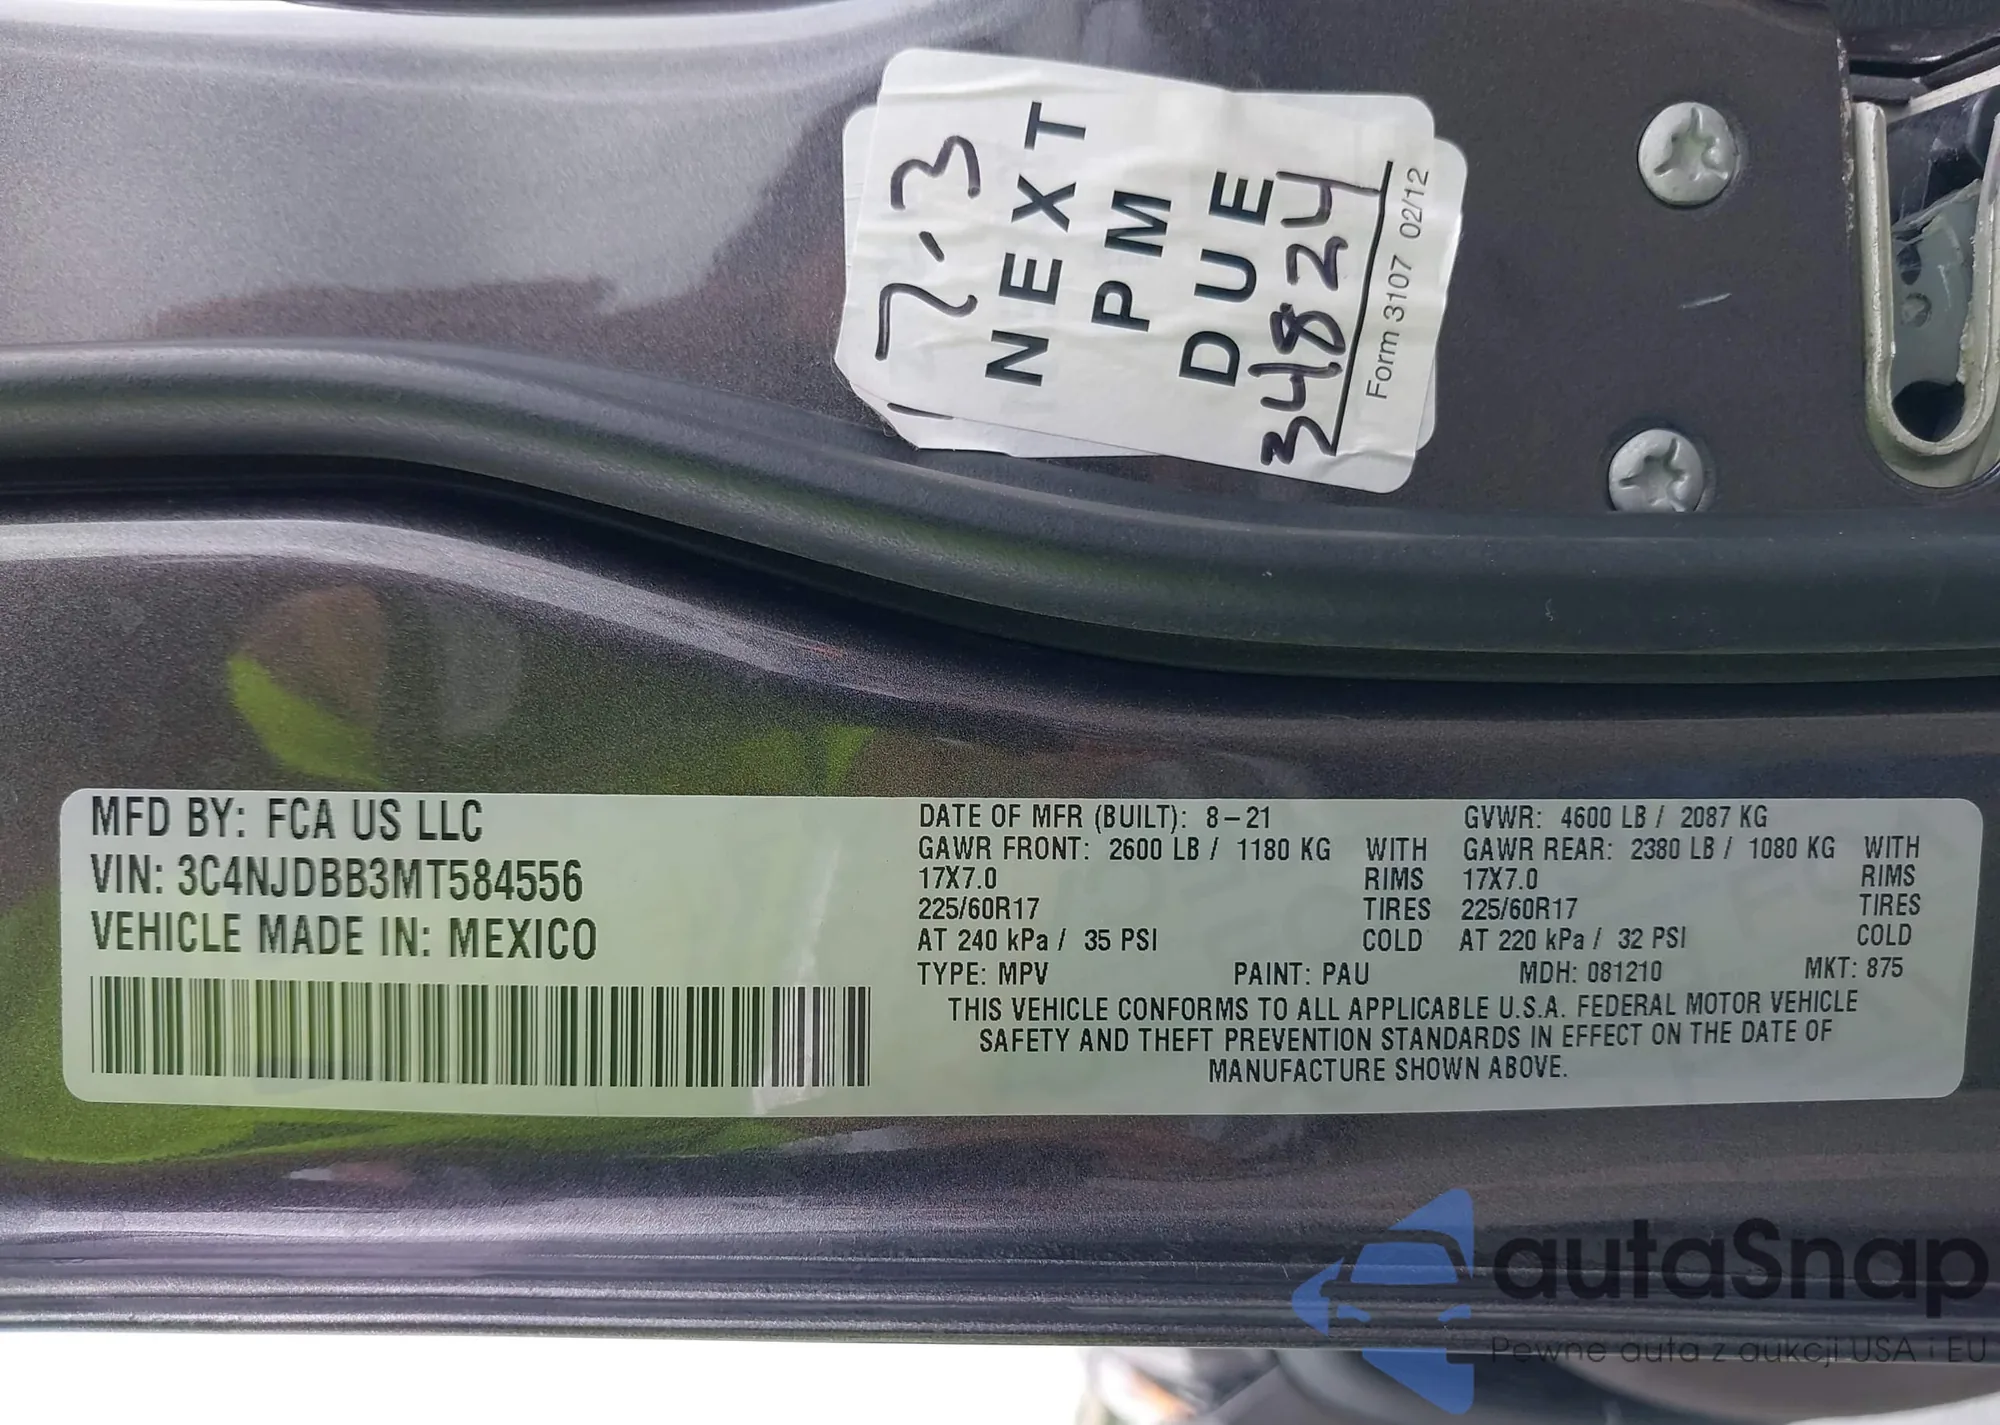 7.3
NEXT
PM
DUE
34824
Form 3107 02/12
MFD BY: FCA US LLC
VIN: 3C4NJDBB3MT584556
VEHICLE MADE IN: MEXICO
DATE OF MFR (BUILT): 8-21 GVWR: 4600 LB / 2087 KG
GAWR FRONT: 2600 LB / 1180 KG WITH GAWR REAR: 2380 LB / 1080 KG WITH
17X7.0 RIMS 17X7.0 RIMS
225/60R17 TIRES 225/60R17 TIRES
AT 240 kPa / 35 PSI COLD AT 220 kPa / 32 PSI COLD
TYPE: MPV PAINT: PAU MDH: 081210 MKT: 875
THIS VEHICLE CONFORMS TO ALL APPLICABLE U.S.A. FEDERAL MOTOR VEHICLE
SAFETY AND THEFT PREVENTION STANDARDS IN EFFECT ON THE DATE OF
MANUFACTURE SHOWN ABOVE.
autaSnap
Pewne auta z aukcji USA i EU